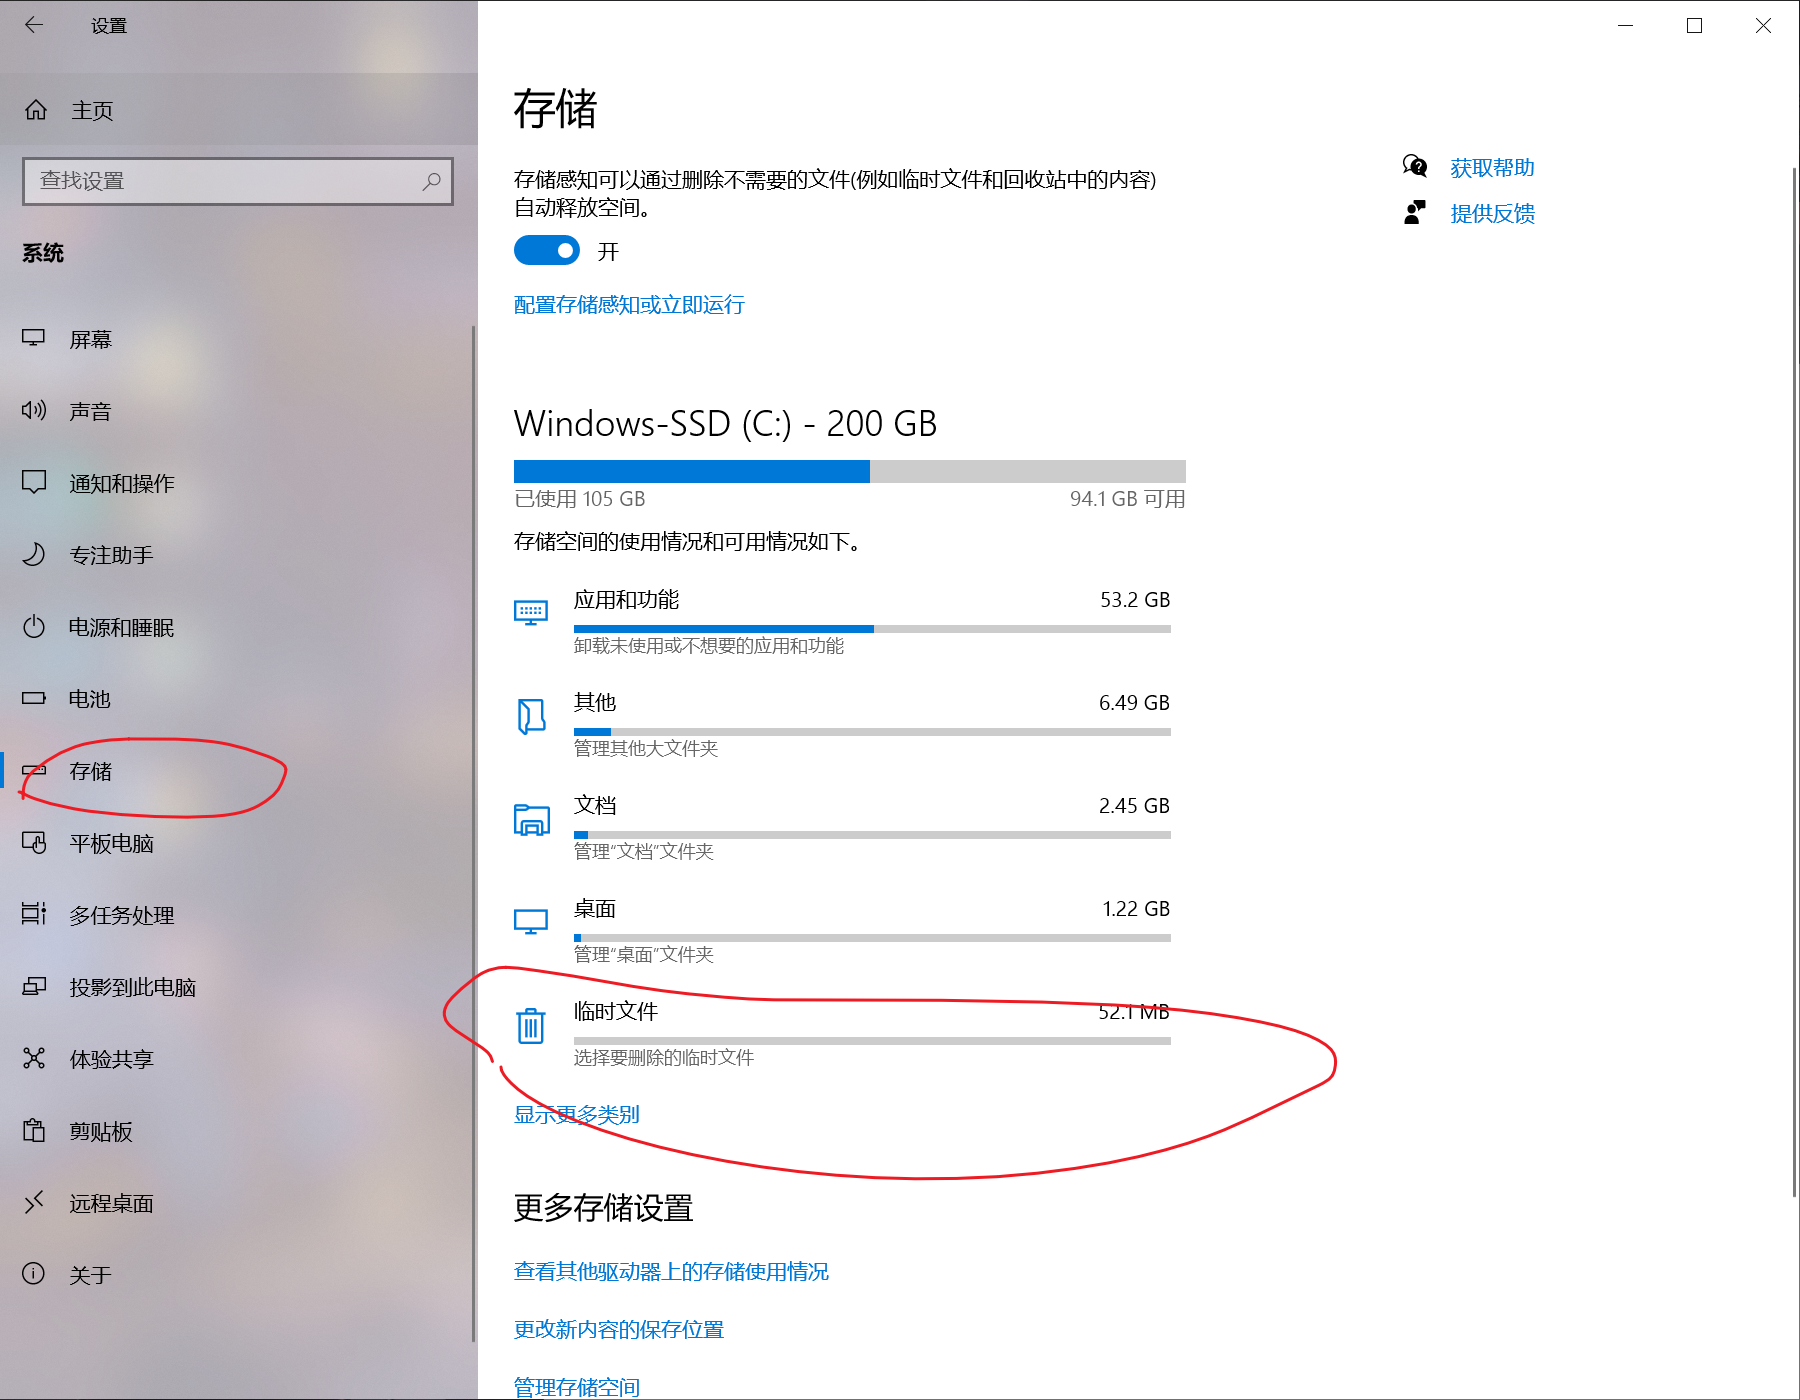 设置
主页
查找设置
系统
屏幕
声音
通知和操作
专注助手
电源和睡眠
电池
存储
平板电脑
多任务处理
投影到此电脑
体验共享
剪贴板
远程桌面
关于
存储
存储感知可以通过删除不需要的文件(例如临时文件和回收站中的内容)
自动释放空间。
开
配置存储感知或立即运行
Windows-SSD (C:) - 200 GB
已使用 105 GB
94.1 GB 可用
存储空间的使用情况和可用情况如下。
应用和功能
53.2 GB
卸载未使用或不想要的应用和功能
其他
6.49 GB
管理其他大文件夹
文档
2.45 GB
管理“文档”文件夹
桌面
1.22 GB
管理“桌面”文件夹
临时文件
52.1 MB
选择要删除的临时文件
显示更多类别
更多存储设置
查看其他驱动器上的存储使用情况
更改新内容的保存位置
管理存储空间
获取帮助
提供反馈